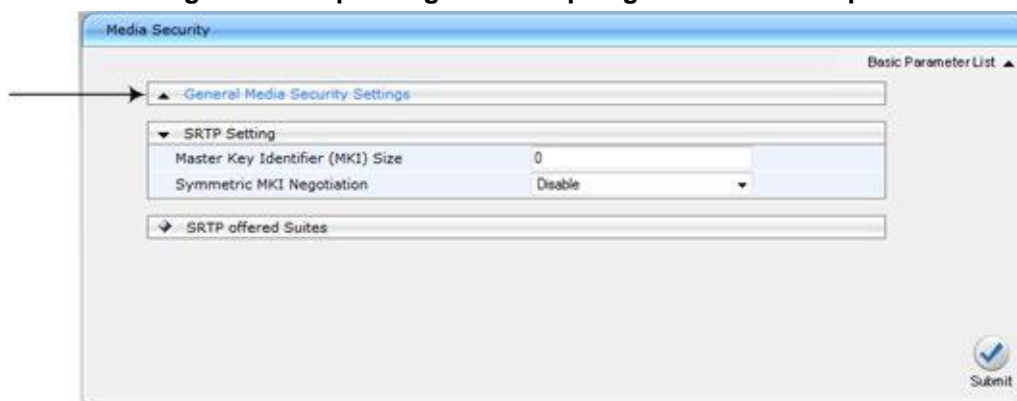 Media Security
Basic Parameter List
General Media Security Settings
SRTP Setting
Master Key Identifier (MKI) Size 0
Symmetric MKI Negotiation Disable
SRTP offered Suites
Submit